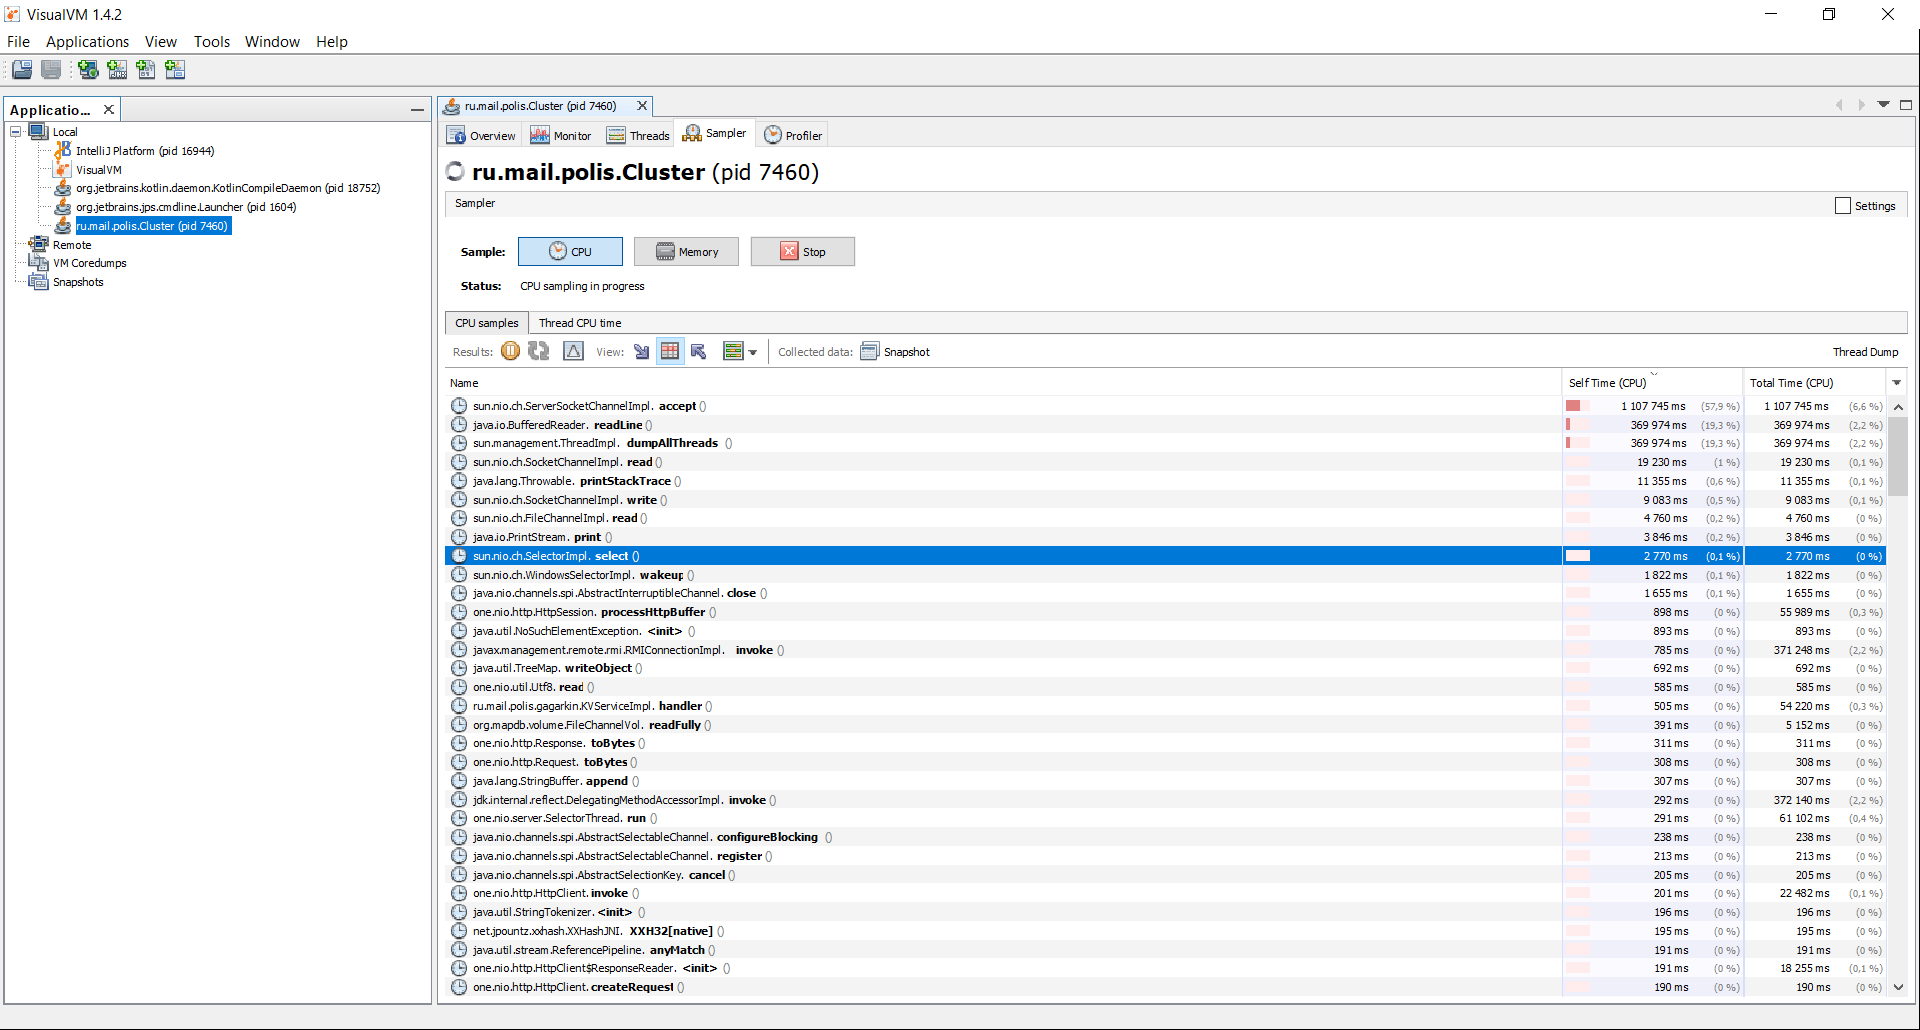 VisualVM 1.4.2
File Applications View Tools Window Help
Applicatio...
Local
IntelliJ Platform (pid 16944)
VisualVM
org.jetbrains.kotlin.daemon.KotlinCompileDaemon (pid 18752)
org.jetbrains.jps.cmdline.Launcher (pid 1604)
ru.mail.polis.Cluster (pid 7460)
Remote
VM Coredumps
Snapshots
ru.mail.polis.Cluster (pid 7460)
Overview Monitor Threads Sampler Profiler
ru.mail.polis.Cluster (pid 7460)
Sampler Settings
Sample: CPU Memory Stop
Status: CPU sampling in progress
CPU samples Thread CPU time
Results: View: Collected data: Snapshot Thread Dump
Name Self Time (CPU) Total Time (CPU)
sun.nio.ch.ServerSocketChannelImpl.accept () 1 107 745 ms (57,9 %) 1 107 745 ms (6,6 %)
java.io.BufferedReader.readLine () 369 974 ms (19,3 %) 369 974 ms (2,2 %)
sun.management.ThreadImpl.dumpAllThreads () 369 974 ms (19,3 %) 369 974 ms (2,2 %)
sun.nio.ch.SocketChannelImpl.read () 19 230 ms (1 %) 19 230 ms (0,1 %)
java.lang.Throwable.printStackTrace () 11 355 ms (0,6 %) 11 355 ms (0,1 %)
sun.nio.ch.SocketChannelImpl.write () 9 083 ms (0,5 %) 9 083 ms (0,1 %)
sun.nio.ch.FileChannelImpl.read () 4 760 ms (0,2 %) 4 760 ms (0 %)
java.io.PrintStream.print () 3 846 ms (0,2 %) 3 846 ms (0 %)
sun.nio.ch.SelectorImpl.select () 2 770 ms (0,1 %) 2 770 ms (0 %)
sun.nio.ch.WindowsSelectorImpl.wakeup () 1 822 ms (0,1 %) 1 822 ms (0 %)
java.nio.channels.spi.AbstractInterruptibleChannel.close () 1 655 ms (0,1 %) 1 655 ms (0 %)
one.nio.http.HttpSession.processHttpBuffer () 898 ms (0 %) 55 989 ms (0,3 %)
java.util.NoSuchElementException.<init> () 893 ms (0 %) 893 ms (0 %)
javax.management.remote.rmi.RMIConnectionImpl.invoke () 785 ms (0 %) 371 248 ms (2,2 %)
java.util.TreeMap.writeObject () 692 ms (0 %) 692 ms (0 %)
one.nio.util.Utf8.read () 585 ms (0 %) 585 ms (0 %)
ru.mail.polis.gagarkin.KVServiceImpl.handler () 505 ms (0 %) 54 220 ms (0,3 %)
org.mapdb.volume.FileChannelVol.readFully () 391 ms (0 %) 5 152 ms (0 %)
one.nio.http.Response.toBytes () 311 ms (0 %) 311 ms (0 %)
one.nio.http.Request.toBytes () 308 ms (0 %) 308 ms (0 %)
java.lang.StringBuffer.append () 307 ms (0 %) 307 ms (0 %)
jdk.internal.reflect.DelegatingMethodAccessorImpl.invoke () 292 ms (0 %) 372 140 ms (2,2 %)
one.nio.server.SelectorThread.run () 291 ms (0 %) 61 102 ms (0,4 %)
java.nio.channels.spi.AbstractSelectableChannel.configureBlocking () 238 ms (0 %) 238 ms (0 %)
java.nio.channels.spi.AbstractSelectableChannel.register () 213 ms (0 %) 213 ms (0 %)
java.nio.channels.spi.AbstractSelectionKey.cancel () 205 ms (0 %) 205 ms (0 %)
one.nio.http.HttpClient.invoke () 201 ms (0 %) 22 482 ms (0,1 %)
java.util.StringTokenizer.<init> () 196 ms (0 %) 196 ms (0 %)
net.jpountz.xxhash.XXHashJNI.XXH32[native] () 195 ms (0 %) 195 ms (0 %)
java.util.stream.ReferencePipeline.anyMatch () 191 ms (0 %) 191 ms (0 %)
one.nio.http.HttpClient$ResponseReader.<init> () 191 ms (0 %) 18 255 ms (0,1 %)
one.nio.http.HttpClient.createRequest () 190 ms (0 %) 190 ms (0 %)